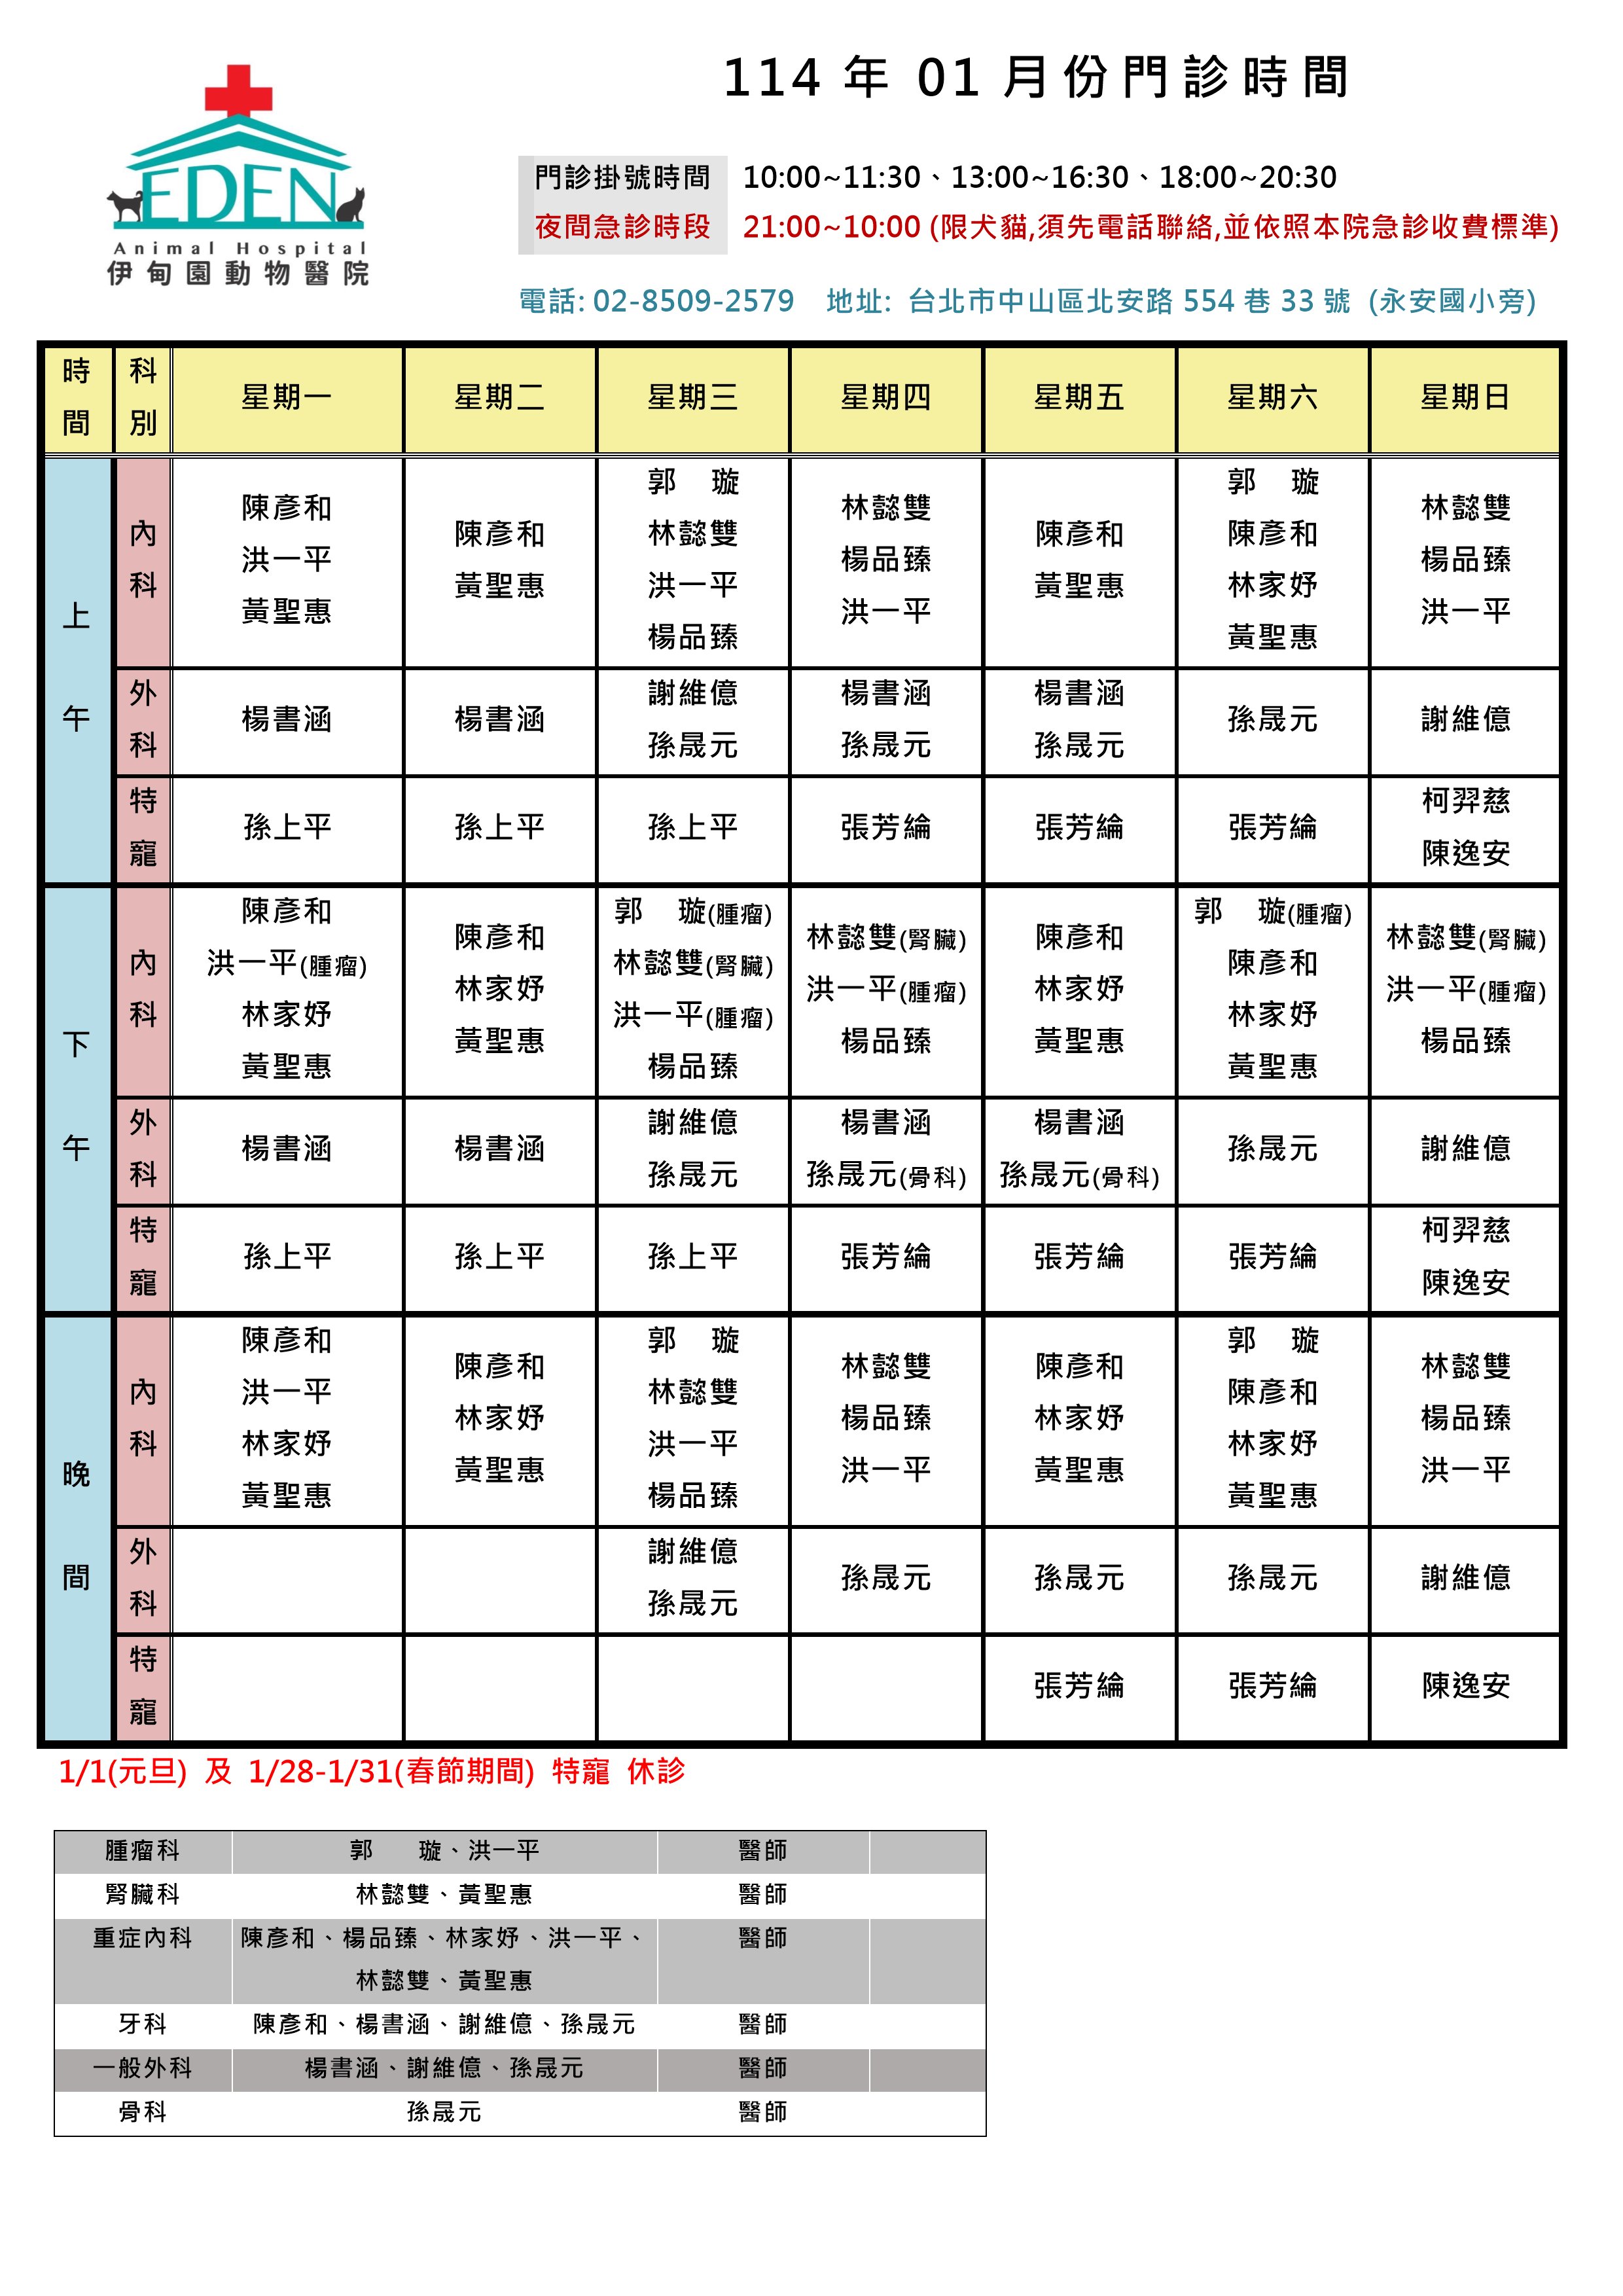 114 年 01 月份門診時間
EDEN
Animal Hospital
伊甸園動物醫院
門診掛號時間 10:00~11:30、13:00~16:30、18:00~20:30
夜間急診時段 21:00~10:00 (限犬貓,須先電話聯絡,並依照本院急診收費標準)
電話: 02-8509-2579 地址: 台北市中山區北安路 554 巷 33 號 (永安國小旁)
時間 科別 星期一 星期二 星期三 星期四 星期五 星期六 星期日
上午
內科
陳彥和
洪一平
黃聖惠
陳彥和
黃聖惠
郭 璇
林懿雙
洪一平
楊品臻
林懿雙
楊品臻
洪一平
陳彥和
黃聖惠
郭 璇
陳彥和
林家妤
黃聖惠
林懿雙
楊品臻
洪一平
外科
楊書涵
楊書涵
謝維億
孫晟元
楊書涵
孫晟元
楊書涵
孫晟元
孫晟元
謝維億
特寵
孫上平
孫上平
孫上平
張芳綸
張芳綸
張芳綸
柯羿慈
陳逸安
下午
內科
陳彥和
洪一平(腫瘤)
林家妤
黃聖惠
陳彥和
林家妤
黃聖惠
郭 璇(腫瘤)
林懿雙(腎臟)
洪一平(腫瘤)
楊品臻
林懿雙(腎臟)
洪一平(腫瘤)
楊品臻
陳彥和
林家妤
黃聖惠
郭 璇(腫瘤)
陳彥和
林家妤
黃聖惠
林懿雙(腎臟)
洪一平(腫瘤)
楊品臻
外科
楊書涵
楊書涵
謝維億
孫晟元
楊書涵
孫晟元(骨科)
楊書涵
孫晟元(骨科)
孫晟元
謝維億
特寵
孫上平
孫上平
孫上平
張芳綸
張芳綸
張芳綸
柯羿慈
陳逸安
晚間
內科
陳彥和
洪一平
林家妤
黃聖惠
陳彥和
林家妤
黃聖惠
郭 璇
林懿雙
洪一平
楊品臻
林懿雙
楊品臻
洪一平
陳彥和
林家妤
黃聖惠
郭 璇
陳彥和
林家妤
黃聖惠
林懿雙
楊品臻
洪一平
外科
謝維億
孫晟元
孫晟元
孫晟元
孫晟元
謝維億
特寵
張芳綸
張芳綸
陳逸安
1/1(元旦) 及 1/28-1/31(春節期間) 特寵 休診
腫瘤科 郭 璇、洪一平 醫師
腎臟科 林懿雙、黃聖惠 醫師
重症內科 陳彥和、楊品臻、林家妤、洪一平、 醫師
林懿雙、黃聖惠
牙科 陳彥和、楊書涵、謝維億、孫晟元 醫師
一般外科 楊書涵、謝維億、孫晟元 醫師
骨科 孫晟元 醫師